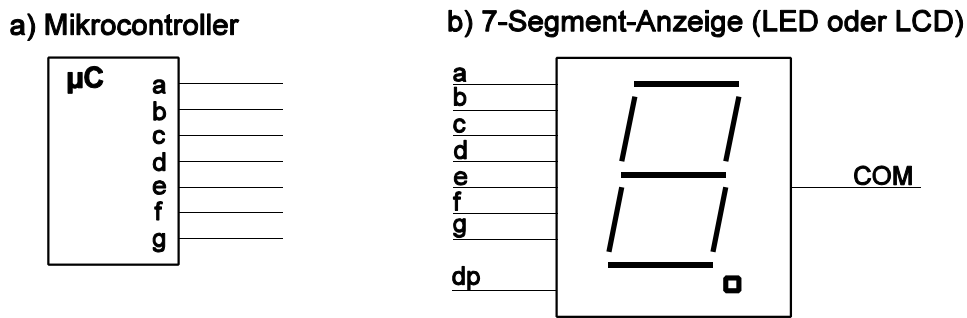 a) Mikrocontroller
µC
a
b
c
d
e
f
g
b) 7-Segment-Anzeige (LED oder LCD)
a
b
c
d
e
f
g
dp
COM